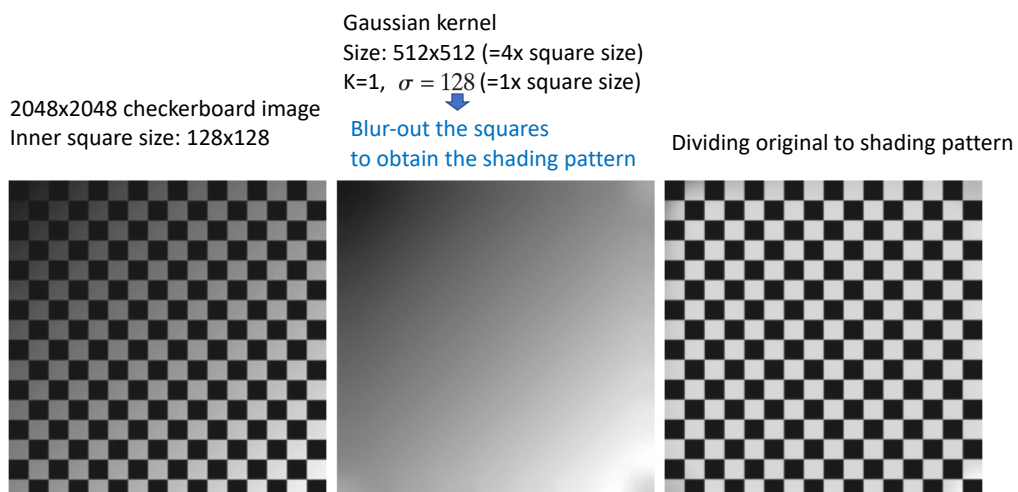 Gaussian kernel
Size: 512x512 (=4x square size)
K=1, σ = 128 (=1x square size)
2048x2048 checkerboard image
Inner square size: 128x128
Blur-out the squares
to obtain the shading pattern
Dividing original to shading pattern